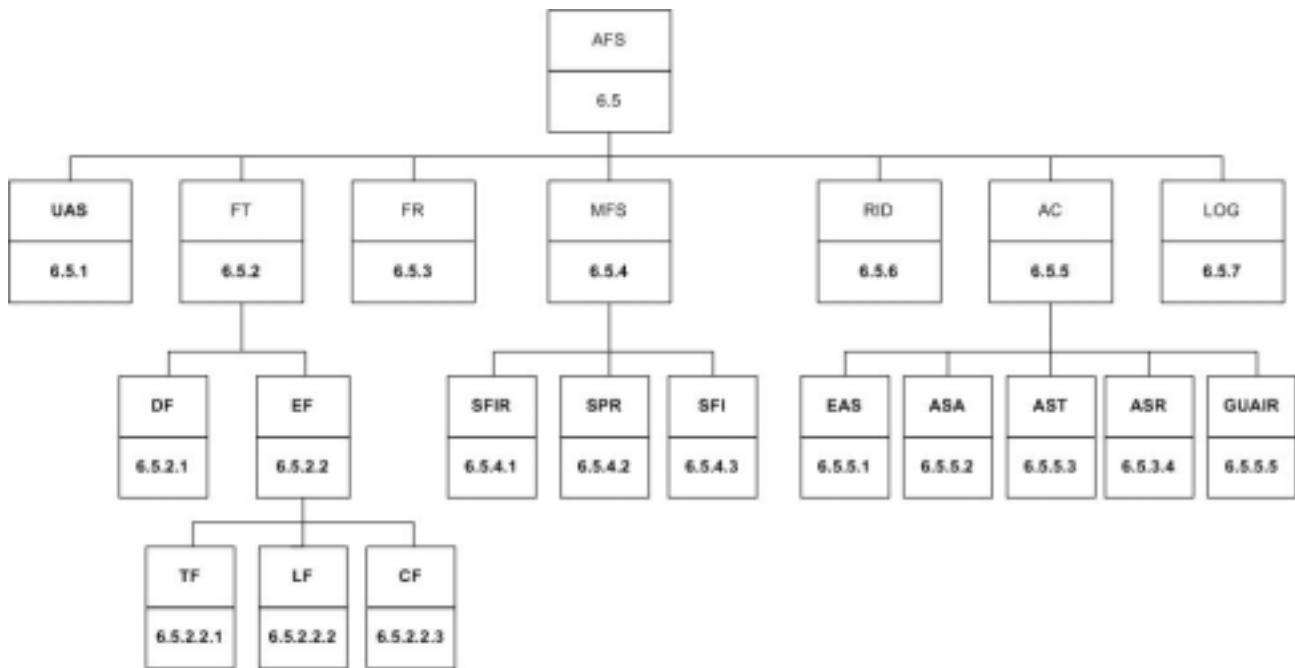 AFS
6.5
UAS
6.5.1
FT
6.5.2
FR
6.5.3
MFS
6.5.4
RID
6.5.6
AC
6.5.5
LOG
6.5.7
DF
6.5.2.1
EF
6.5.2.2
SFIR
6.5.4.1
SPR
6.5.4.2
SFI
6.5.4.3
EAS
6.5.5.1
ASA
6.5.5.2
AST
6.5.5.3
ASR
6.5.3.4
GUAIR
6.5.5.5
TF
6.5.2.2.1
LF
6.5.2.2.2
CF
6.5.2.2.3